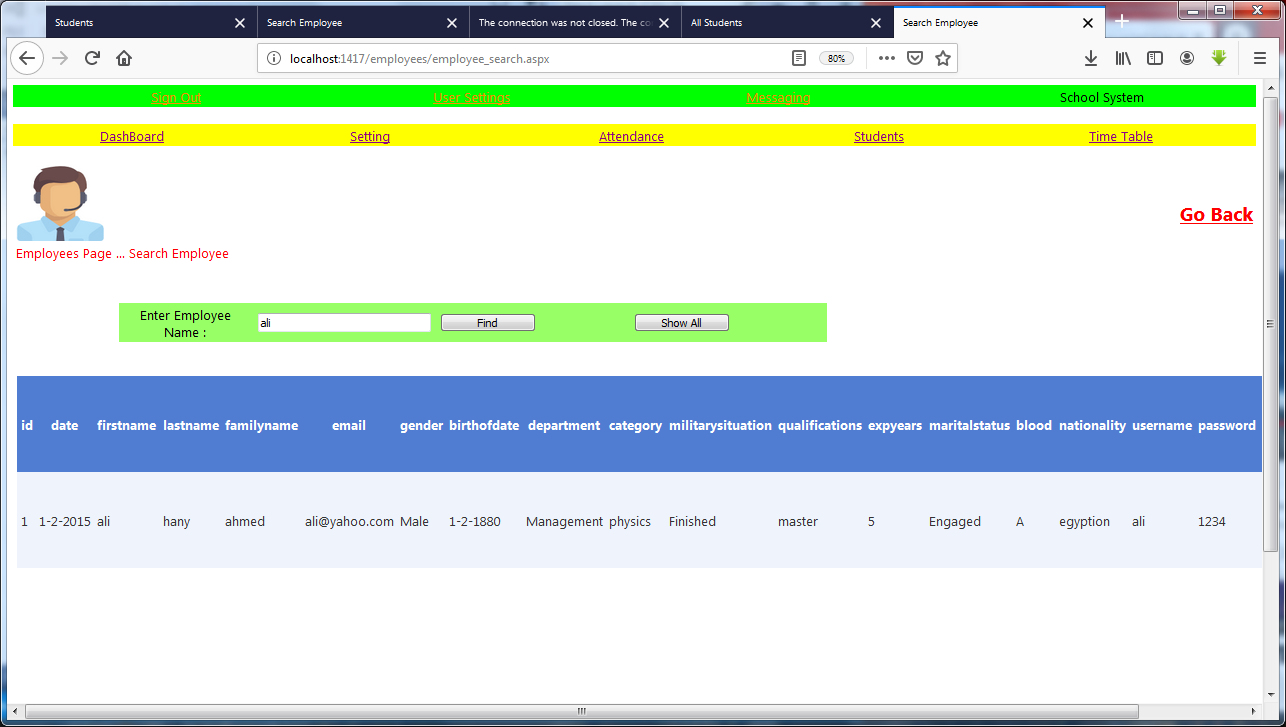 Students Search Employee The connection was not closed. The co All Students Search Employee
localhost:1417/employees/employee_search.aspx 80%
Sign Out User Settings Messaging School System
DashBoard Setting Attendance Students Time Table
Go Back
Employees Page ... Search Employee
Enter Employee
Name : ali Find Show All
id date firstname lastname familyname email gender birthofdate department category militarysituation qualifications expyears maritalstatus blood nationality username password
1 1-2-2015 ali hany ahmed ali@yahoo.com Male 1-2-1880 Management physics Finished master 5 Engaged A egyption ali 1234